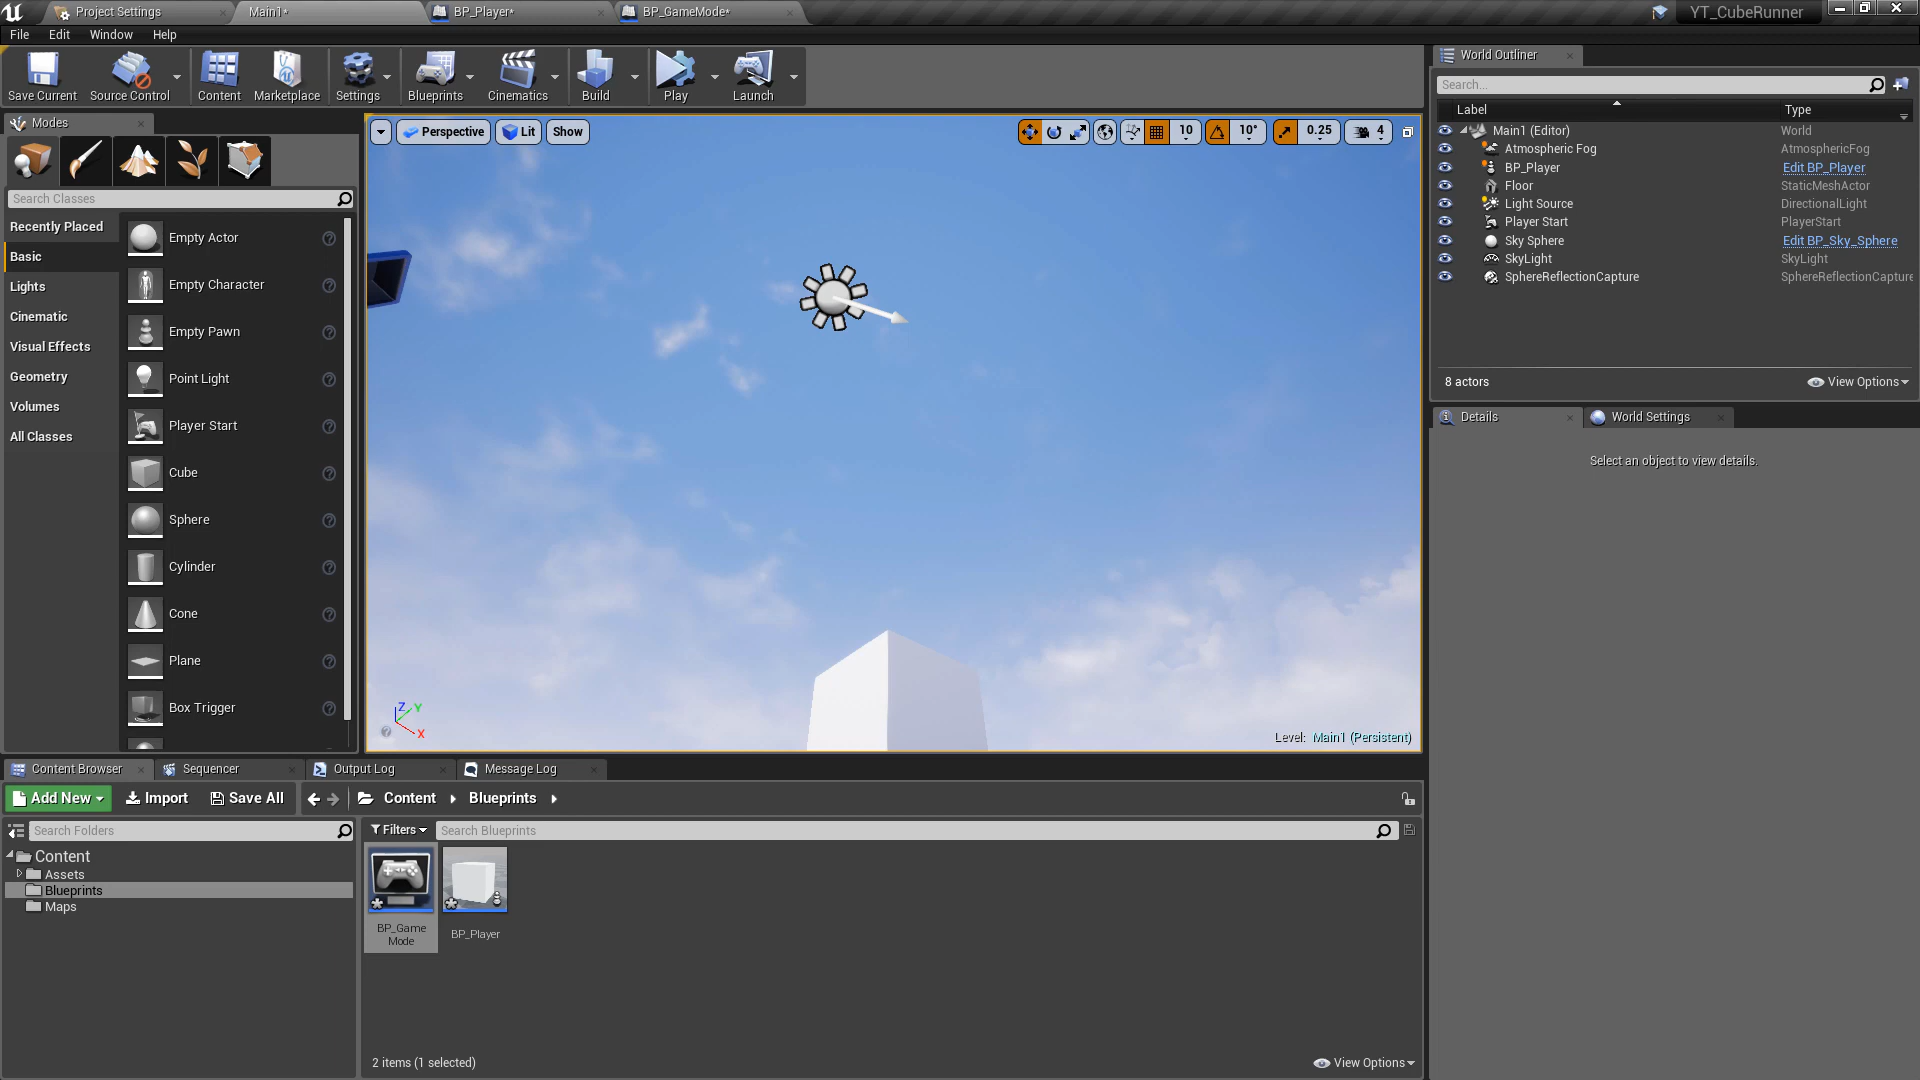 Project Settings
Main1*
BP_Player*
BP_GameMode*
YT_CubeRunner
File Edit Window Help
Save Current
Source Control
Content
Marketplace
Settings
Blueprints
Cinematics
Build
Play
Launch
Modes
Search Classes
Recently Placed
Basic
Lights
Cinematic
Visual Effects
Geometry
Volumes
All Classes
Empty Actor
Empty Character
Empty Pawn
Point Light
Player Start
Cube
Sphere
Cylinder
Cone
Plane
Box Trigger
Perspective
Lit
Show
10
10°
0.25
4
Z
Y
X
Level: Main1 (Persistent)
World Outliner
Search...
Label Type
Main1 (Editor) World
Atmospheric Fog AtmosphericFog
BP_Player Edit BP_Player
Floor StaticMeshActor
Light Source DirectionalLight
Player Start PlayerStart
Sky Sphere Edit BP_Sky_Sphere
SkyLight SkyLight
SphereReflectionCapture SphereReflectionCapture
8 actors
View Options
Details
World Settings
Select an object to view details.
Content Browser
Sequencer
Output Log
Message Log
Add New
Import
Save All
Content
Blueprints
Search Folders
Content
Assets
Blueprints
Maps
Filters
Search Blueprints
BP_Game
Mode
BP_Player
2 items (1 selected)
View Options